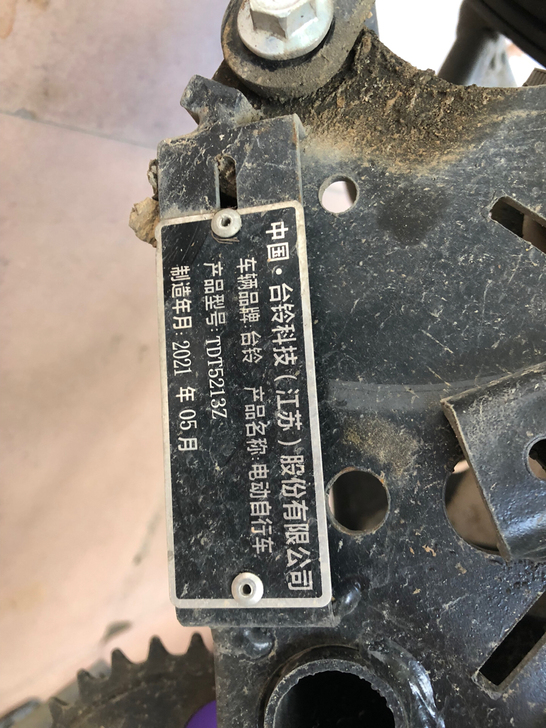 中国·台铃科技（江苏）股份有限公司
车辆品牌:台铃 产品名称:电动自行车
产品型号:TDT5213Z
制造年月:2021 年 05 月